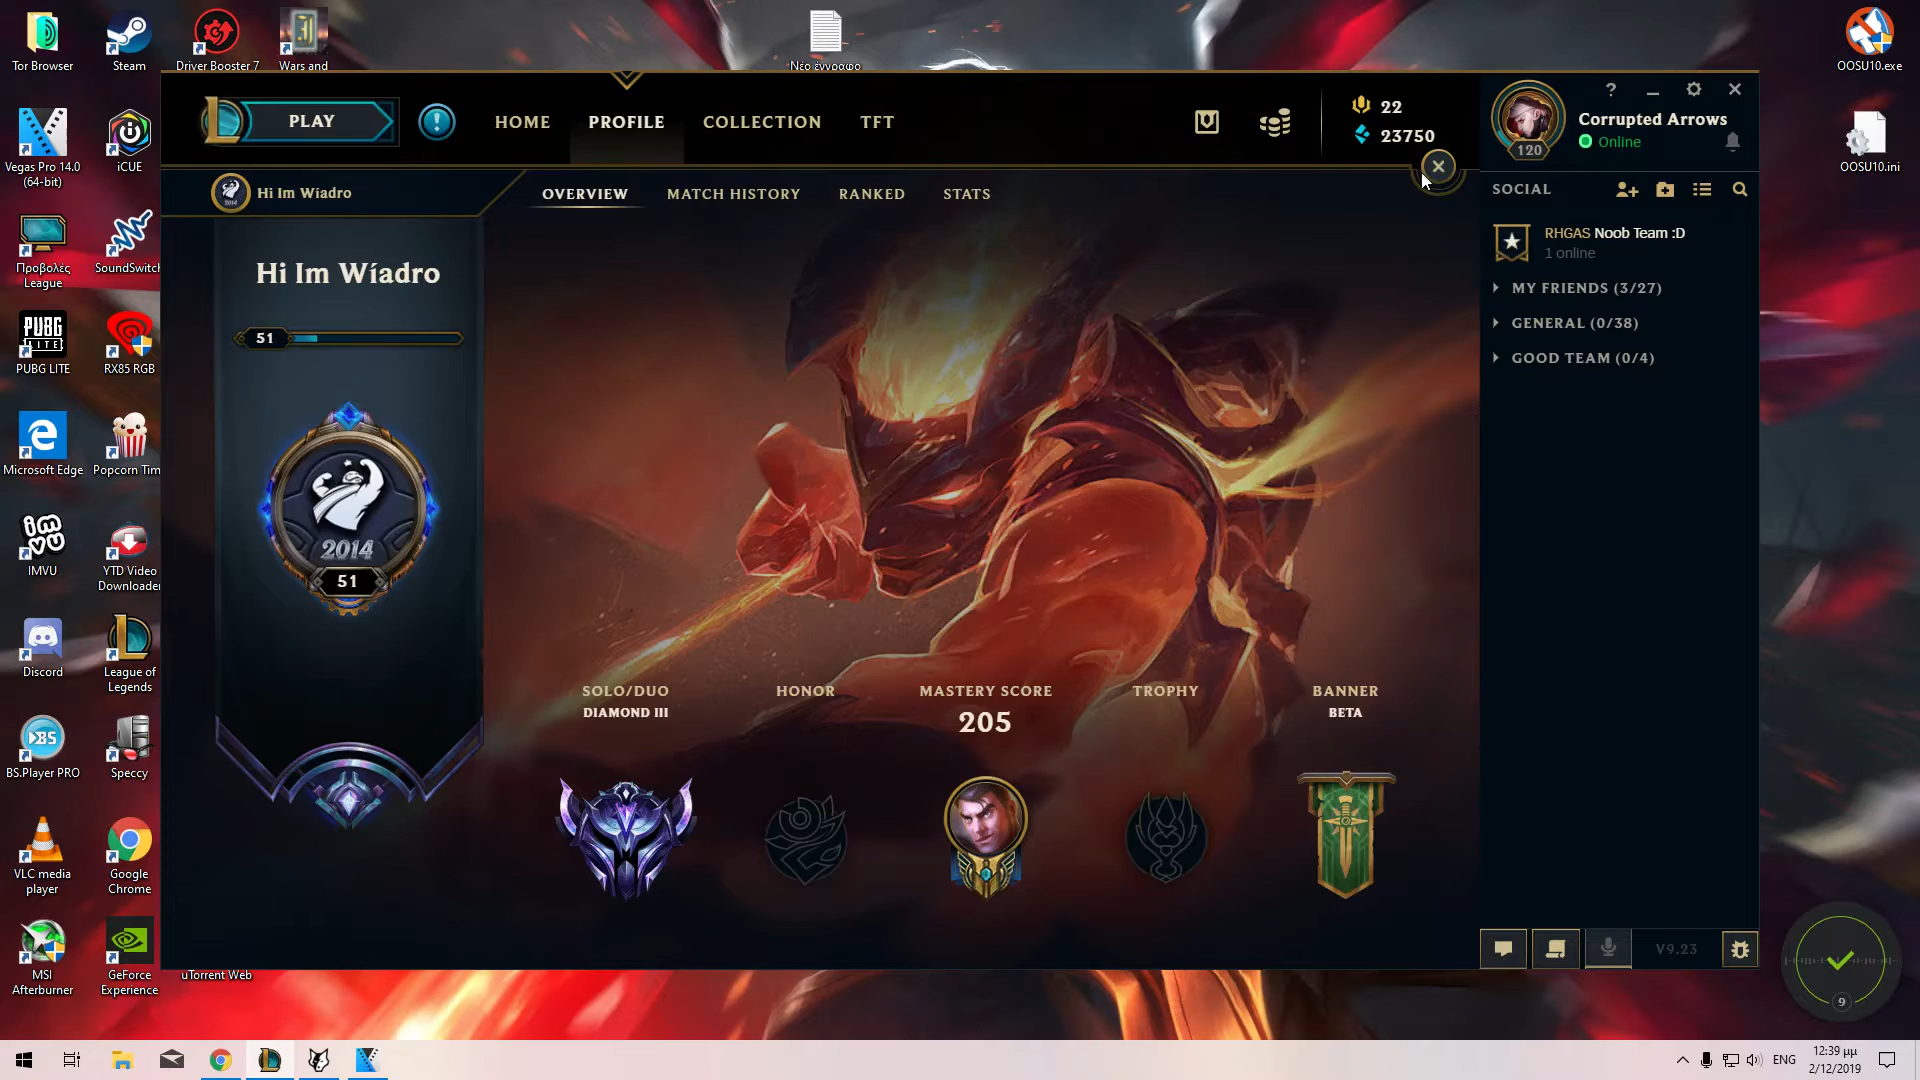 Tor Browser
Steam
Driver Booster 7
Wars and
Νέο έγγραφο
OOSU10.exe
Vegas Pro 14.0
(64-bit)
iCUE
OOSU10.ini
Προβολές
League
SoundSwitch
PUBG
LITE
PUBG LITE
RX85 RGB
Microsoft Edge
Popcorn Tim
IMVU
YTD Video
Downloader
Discord
League of
Legends
BS.Player PRO
Speccy
VLC media
player
Google
Chrome
MSI
Afterburner
GeForce
Experience
uTorrent Web
PLAY
HOME
PROFILE
COLLECTION
TFT
22
23750
120
Corrupted Arrows
Online
Hi Im Wíadro
OVERVIEW
MATCH HISTORY
RANKED
STATS
SOCIAL
RHGAS Noob Team :D
1 online
MY FRIENDS (3/27)
GENERAL (0/38)
GOOD TEAM (0/4)
Hi Im Wíadro
51
2014
51
SOLO/DUO
DIAMOND III
HONOR
MASTERY SCORE
205
TROPHY
BANNER
BETA
V9.23
9
ENG
12:39 μμ
2/12/2019